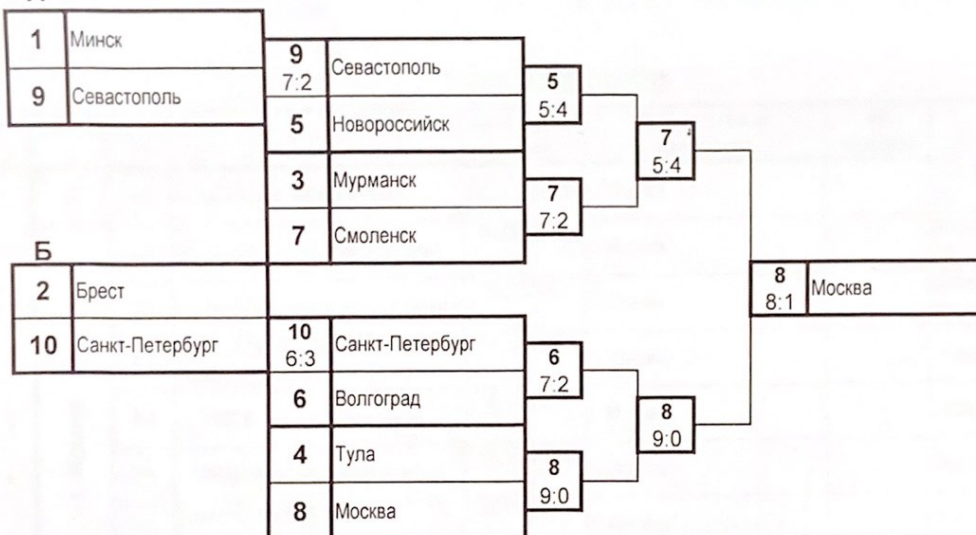 1 Минск
9 Севастополь
9 7:2 Севастополь
5 Новороссийск
3 Мурманск
7 Смоленск
5
5:4
7
7:2
7
5:4
Б
2 Брест
10 Санкт-Петербург
10 6:3 Санкт-Петербург
6 Волгоград
4 Тула
8 Москва
6
7:2
8
9:0
8
9:0
8 8:1 Москва